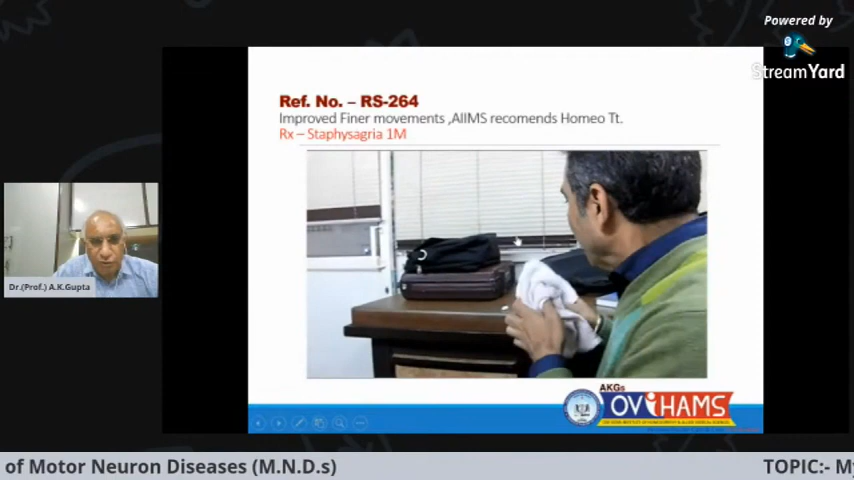 Powered by
StreamYard
Ref. No. – RS-264
Improved Finer movements ,AIIMS recomends Homeo Tt.
Rx – Staphysagria 1M
Dr.(Prof.) A.K.Gupta
AKGs
OViHAMS
of Motor Neuron Diseases (M.N.D.s)
TOPIC:- My